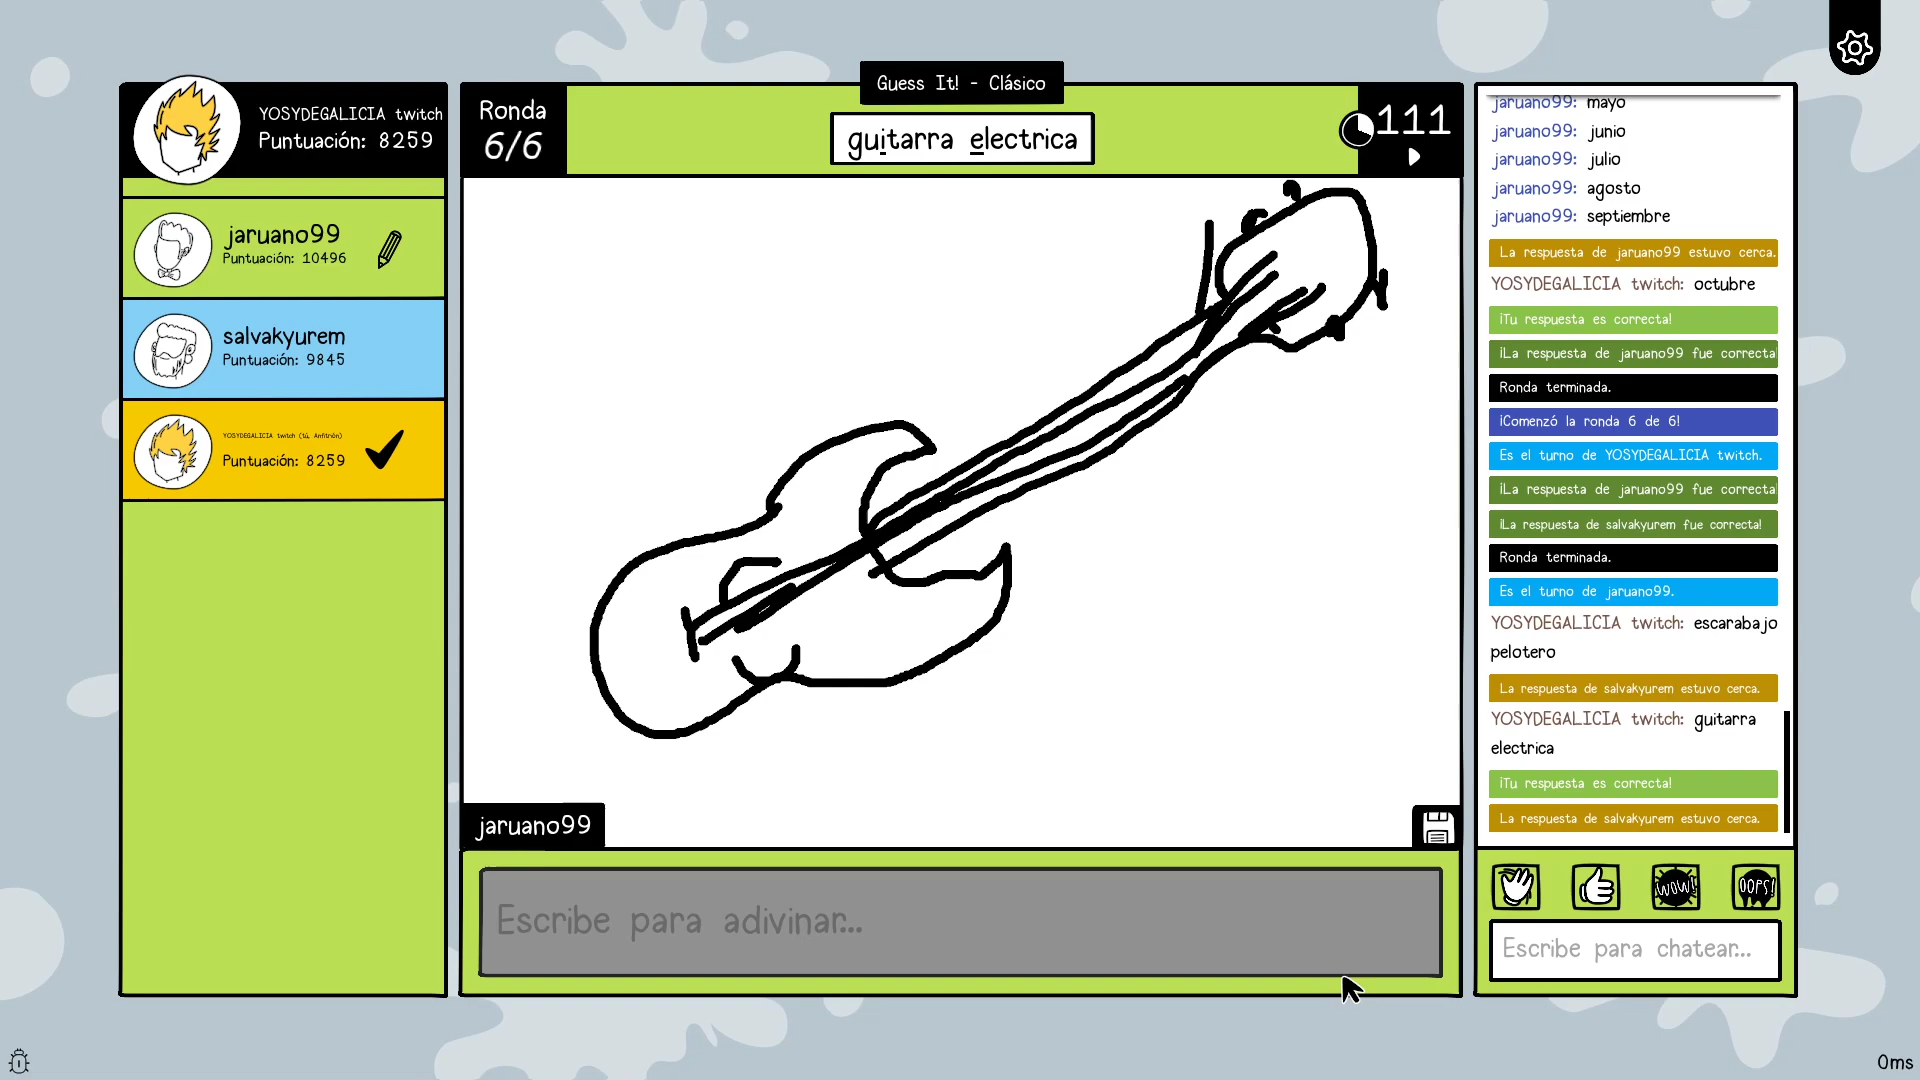 YOSYDEGALICIA twitch
Puntuación: 8259
jaruano99
Puntuación: 10496
salvakyurem
Puntuación: 9845
YOSYDEGALICIA twitch (tú, Anfitrión)
Puntuación: 8259
Ronda
6/6
Guess It! - Clásico
guitarra electrica
111
jaruano99
Escribe para adivinar...
jaruano99: mayo
jaruano99: junio
jaruano99: julio
jaruano99: agosto
jaruano99: septiembre
La respuesta de jaruano99 estuvo cerca.
YOSYDEGALICIA twitch: octubre
¡Tu respuesta es correcta!
¡La respuesta de jaruano99 fue correcta!
Ronda terminada.
¡Comenzó la ronda 6 de 6!
Es el turno de YOSYDEGALICIA twitch.
¡La respuesta de jaruano99 fue correcta!
¡La respuesta de salvakyurem fue correcta!
Ronda terminada.
Es el turno de jaruano99.
YOSYDEGALICIA twitch: escarabajo
pelotero
La respuesta de salvakyurem estuvo cerca.
YOSYDEGALICIA twitch: guitarra
electrica
¡Tu respuesta es correcta!
La respuesta de salvakyurem estuvo cerca.
WOW!
OOPS!
Escribe para chatear...
0ms